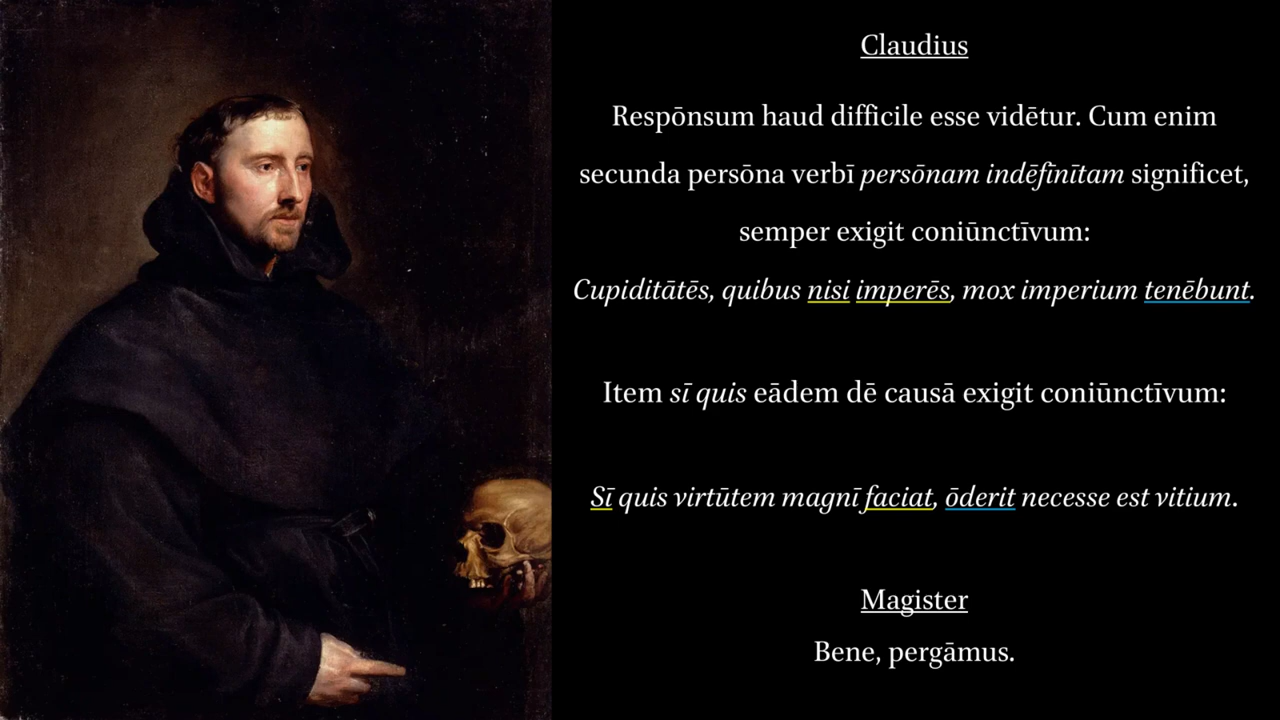 Claudius
Respōnsum haud difficile esse vidētur. Cum enim
secunda persōna verbī persōnam indēfīnītam significet,
semper exigit coniūnctīvum:
Cupiditātēs, quibus nisi imperēs, mox imperium tenēbunt.
Item sī quis eādem dē causā exigit coniūnctīvum:
Sī quis virtūtem magnī faciat, ōderit necesse est vitium.
Magister
Bene, pergāmus.